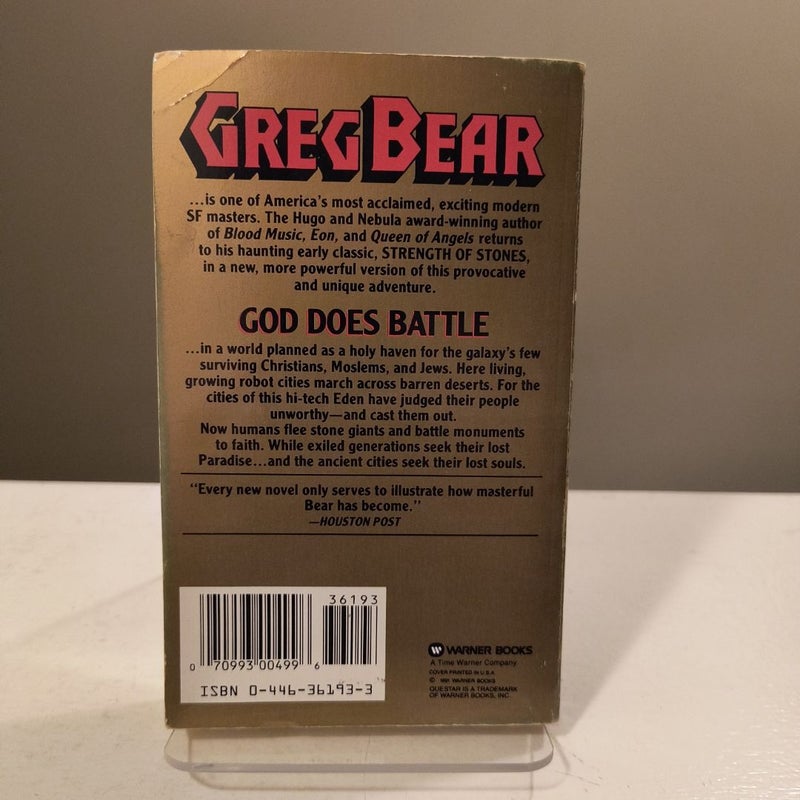 GREG BEAR
...is one of America's most acclaimed, exciting modern
SF masters. The Hugo and Nebula award-winning author
of Blood Music, Eon, and Queen of Angels returns
to his haunting early classic, STRENGTH OF STONES,
in a new, more powerful version of this provocative
and unique adventure.
GOD DOES BATTLE
...in a world planned as a holy haven for the galaxy's few
surviving Christians, Moslems, and Jews. Here living,
growing robot cities march across barren deserts. For the
cities of this hi-tech Eden have judged their people
unworthy—and cast them out.
Now humans flee stone giants and battle monuments
to faith. While exiled generations seek their lost
Paradise...and the ancient cities seek their lost souls.
"Every new novel only serves to illustrate how masterful
Bear has become."
—HOUSTON POST
36193
0 70993 00499 6
ISBN 0-446-36193-3
W WARNER BOOKS
A Time Warner Company
COVER PRINTED IN U.S.A.
© 1991 WARNER BOOKS
QUESTAR IS A TRADEMARK
OF WARNER BOOKS, INC.